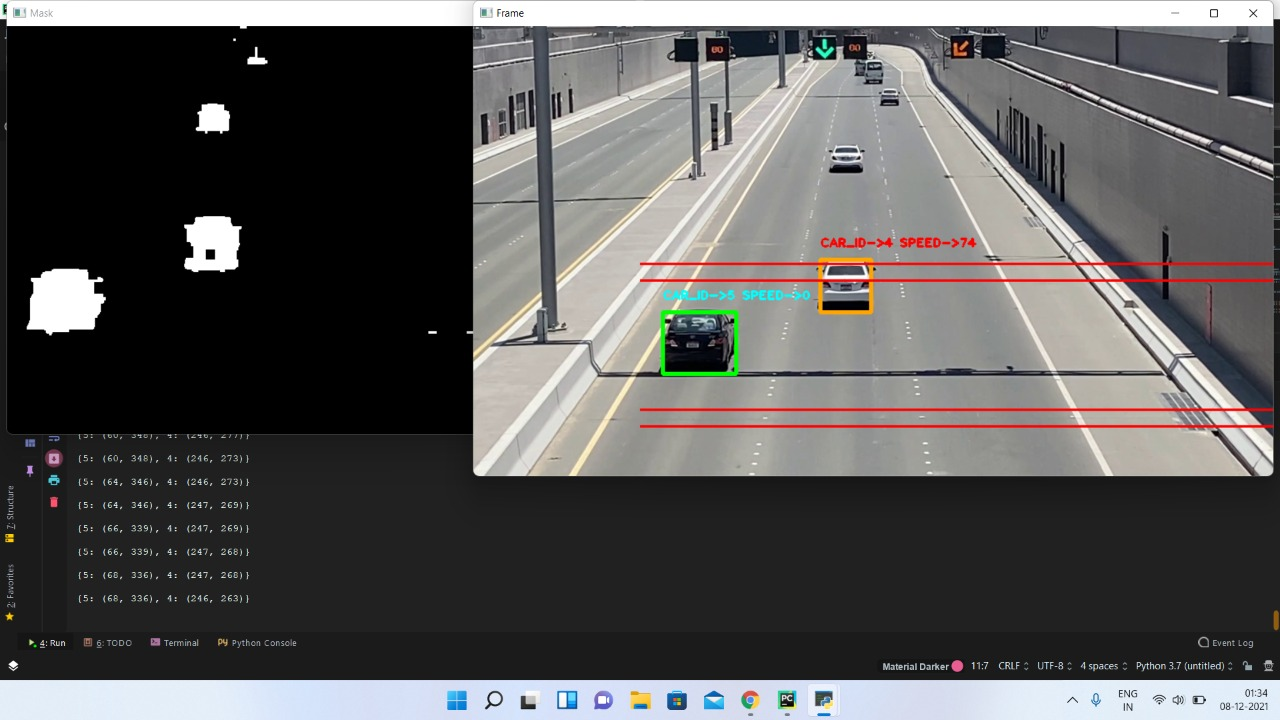 Mask
Frame
60
60
CAR_ID->4 SPEED->74
CAR_ID->5 SPEED->0
{5: (60, 348), 4: (246, 277)}
{5: (60, 348), 4: (246, 273)}
{5: (64, 346), 4: (246, 273)}
{5: (64, 346), 4: (247, 269)}
{5: (66, 339), 4: (247, 269)}
{5: (66, 339), 4: (247, 268)}
{5: (68, 336), 4: (247, 268)}
{5: (68, 336), 4: (246, 263)}
7: Structure
2: Favorites
4: Run 6: TODO Terminal Python Console Event Log
Material Darker 11:7 CRLF UTF-8 4 spaces Python 3.7 (untitled)
PC
ENG 01:34
IN 08-12-2021